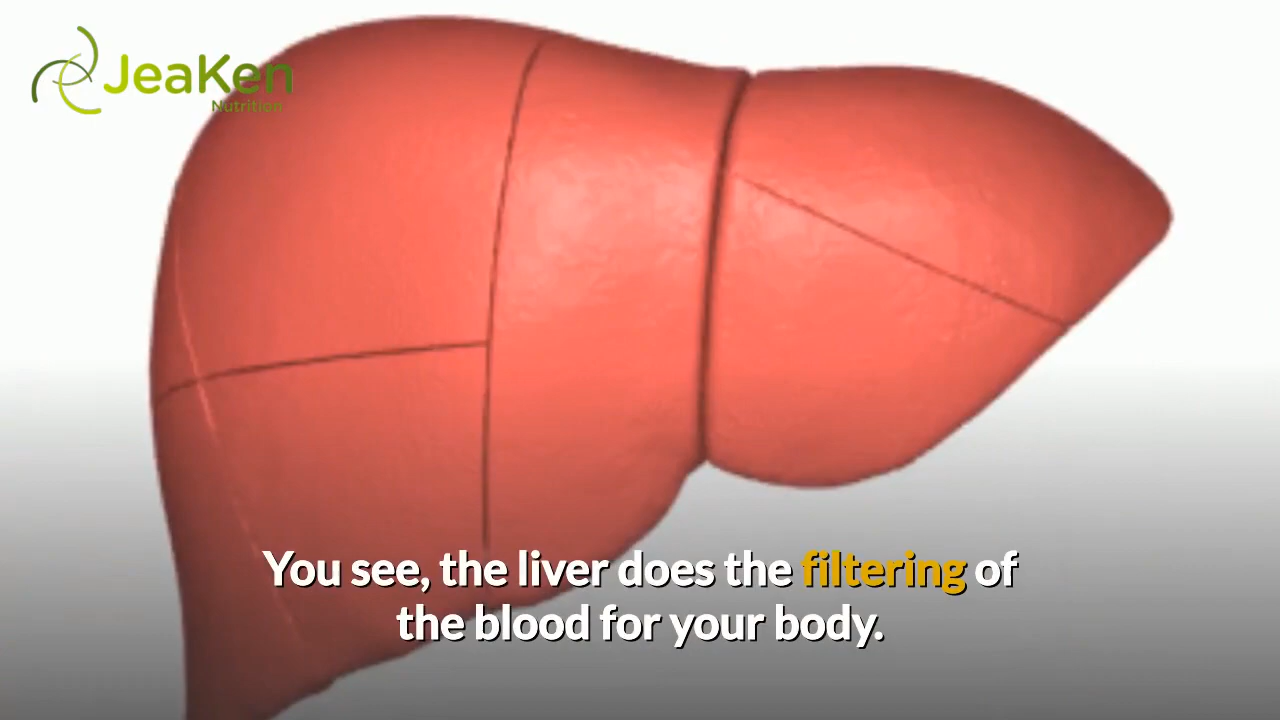 JeaKen
Nutrition
You see, the liver does the filtering of
the blood for your body.